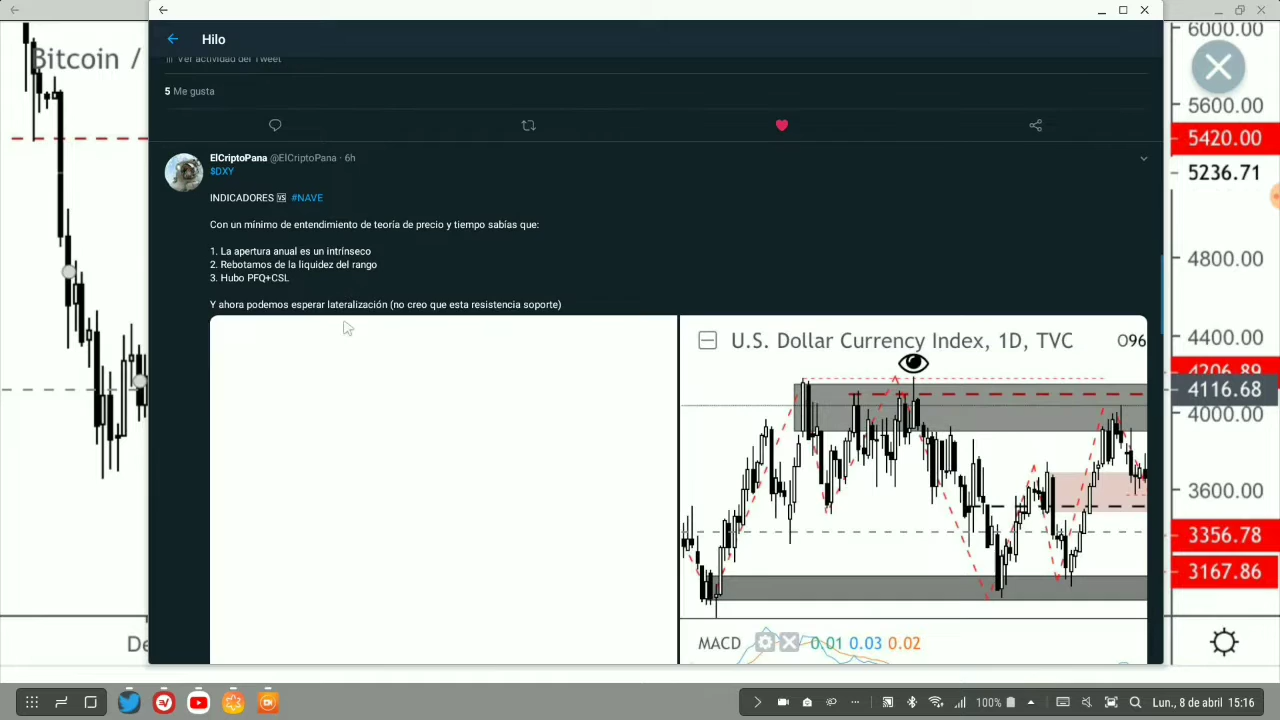 Bitcoin /
Hilo
Ver actividad del Tweet
5 Me gusta
ElCriptoPana @ElCriptoPana · 6h
$DXY
INDICADORES 🆚 #NAVE
Con un mínimo de entendimiento de teoría de precio y tiempo sabías que:
1. La apertura anual es un intrínseco
2. Rebotamos de la liquidez del rango
3. Hubo PFQ+CSL
Y ahora podemos esperar lateralización (no creo que esta resistencia soporte)
U.S. Dollar Currency Index, 1D, TVC O96
MACD 0.01 0.03 0.02
6000.00
5600.00
5420.00
5236.71
4800.00
4400.00
4206.89
4116.68
4000.00
3600.00
3356.78
3167.86
De
100%
Lun., 8 de abril 15:16